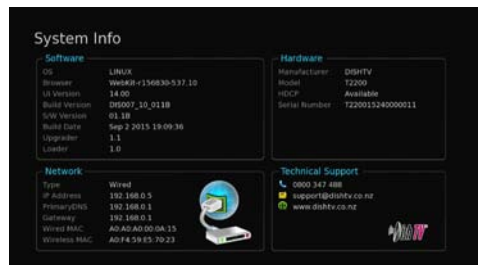 System Info
Software
OS LINUX
Browser WebKit-r156830-537.10
UI Version 14.00
Build Version DIS007_10_011B
S/W Version 01.1B
Build Date Sep 2 2015 19:09:36
Upgrader 1.1
Loader 1.0
Hardware
Manufacturer DISHTV
Model T2200
HDCP Available
Serial Number T220015240000011
Network
Type Wired
IP Address 192.168.0.5
PrimaryDNS 192.168.0.1
Gateway 192.168.0.1
Wired MAC A0:A0:A0:00:0A:15
Wireless MAC A0:F4:59:E5:70:23
Technical Support
0800 347 488
support@dishtv.co.nz
www.dishtv.co.nz
DISH TV